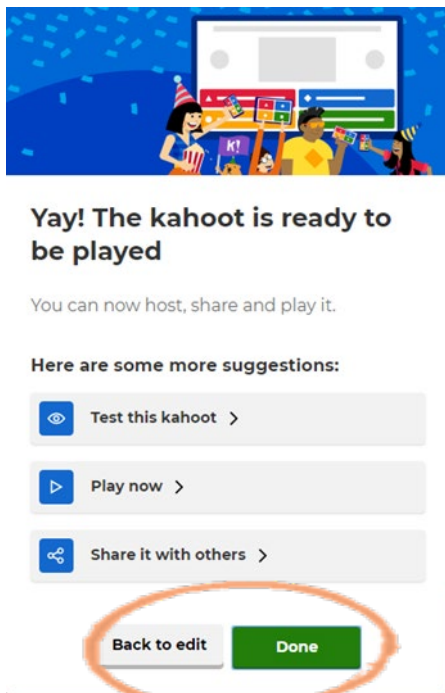 K!
Yay! The kahoot is ready to
be played
You can now host, share and play it.
Here are some more suggestions:
Test this kahoot
Play now
Share it with others
Back to edit Done